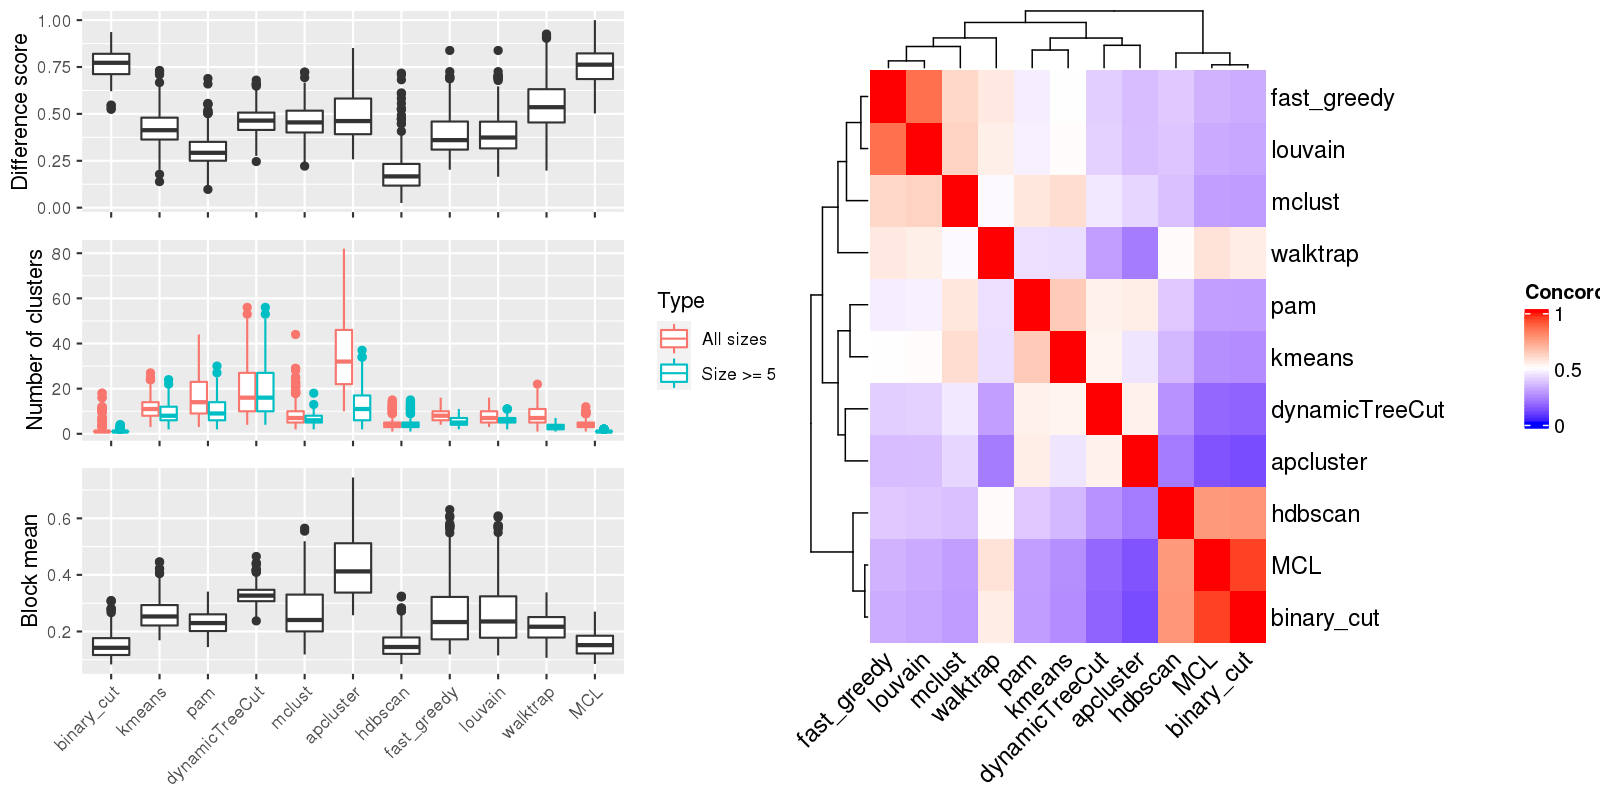 Difference score
1.00
0.75
0.50
0.25
0.00
Number of clusters
80
60
40
20
0
Block mean
0.6
0.4
0.2
binary_cut
kmeans
pam
dynamicTreeCut
mclust
apcluster
hdbscan
fast_greedy
louvain
walktrap
MCL
Type
All sizes
Size >= 5
fast_greedy
louvain
mclust
walktrap
pam
kmeans
dynamicTreeCut
apcluster
hdbscan
MCL
binary_cut
fast_greedy
louvain
mclust
walktrap
pam
kmeans
dynamicTreeCut
apcluster
hdbscan
MCL
binary_cut
Concord
1
0.5
0